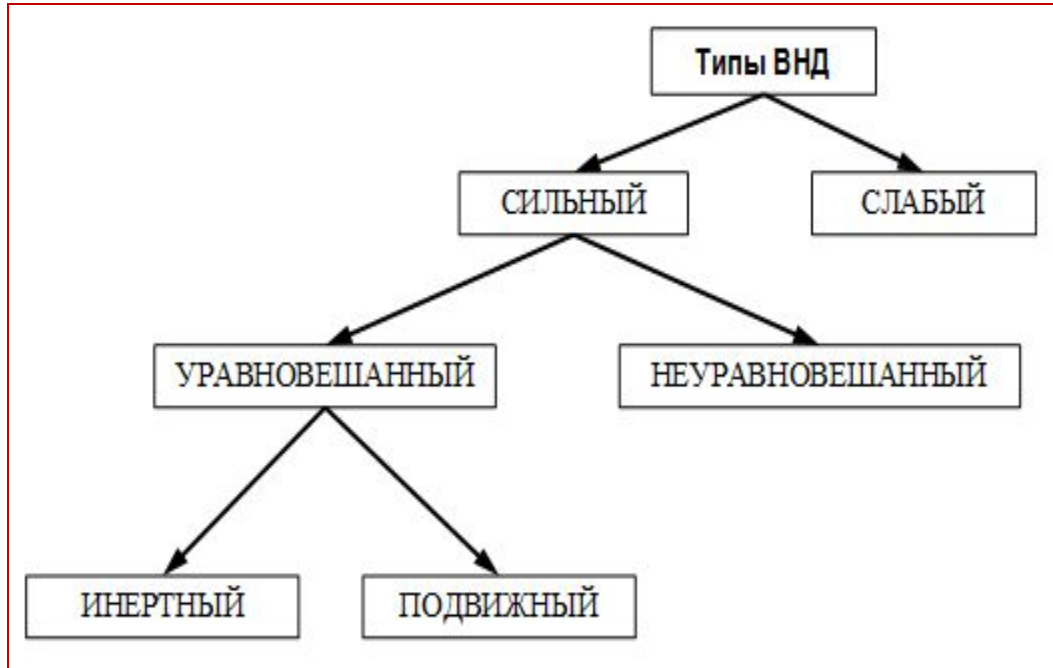 Типы ВНД
СИЛЬНЫЙ
СЛАБЫЙ
УРАВНОВЕШАННЫЙ
НЕУРАВНОВЕШАННЫЙ
ИНЕРТНЫЙ
ПОДВИЖНЫЙ